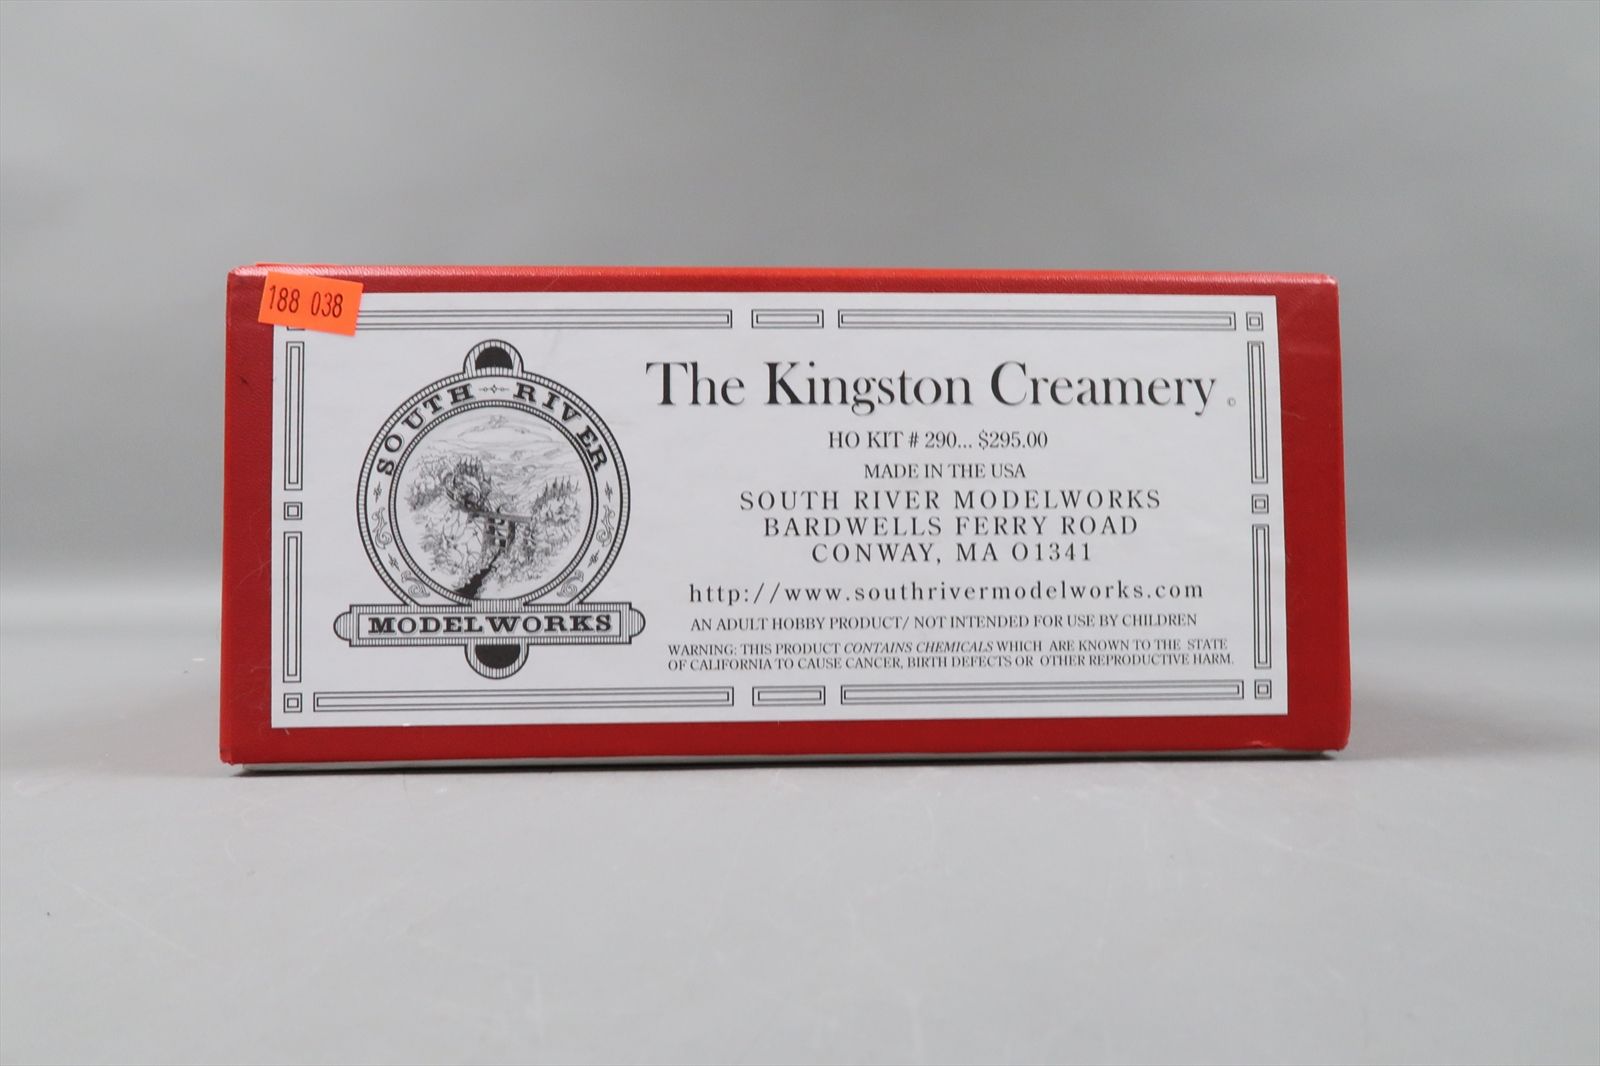 188 038
SOUTH RIVER
MODELWORKS
The Kingston Creamery ©
HO KIT # 290... $295.00
MADE IN THE USA
SOUTH RIVER MODELWORKS
BARDWELLS FERRY ROAD
CONWAY, MA 01341
http://www.southrivermodelworks.com
AN ADULT HOBBY PRODUCT/ NOT INTENDED FOR USE BY CHILDREN
WARNING: THIS PRODUCT CONTAINS CHEMICALS WHICH ARE KNOWN TO THE STATE
OF CALIFORNIA TO CAUSE CANCER, BIRTH DEFECTS OR OTHER REPRODUCTIVE HARM.